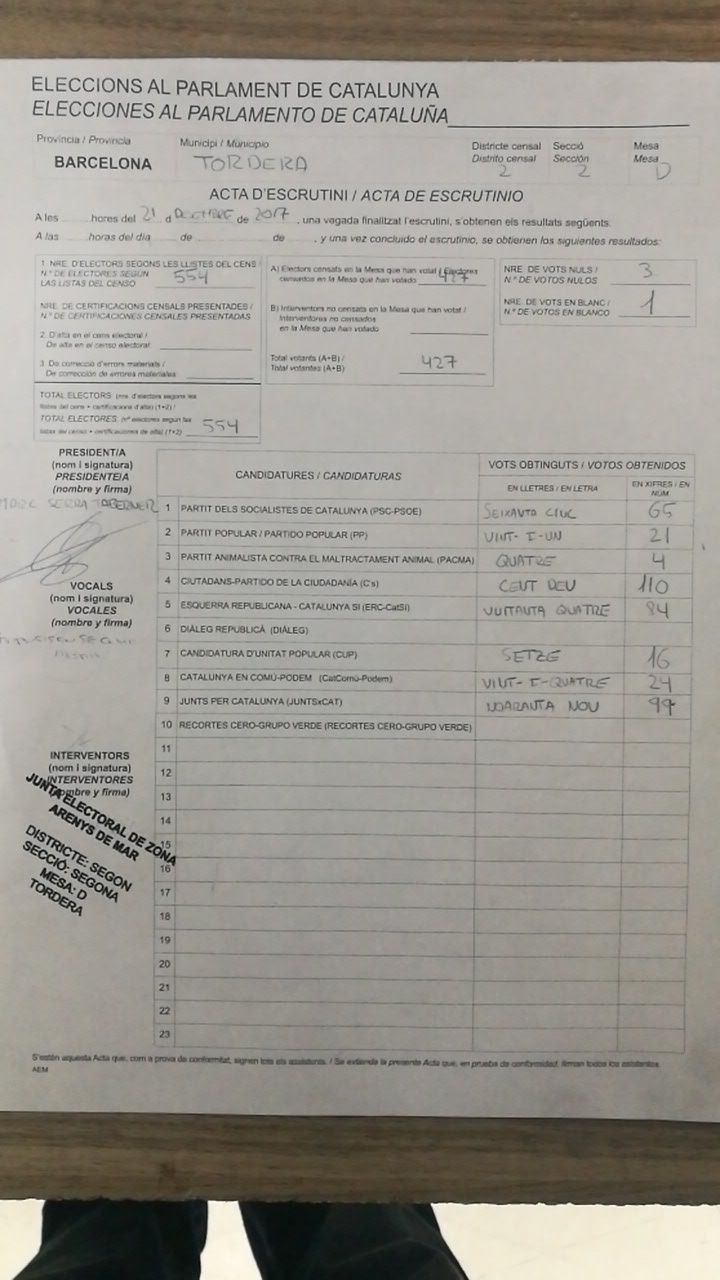 ELECCIONS AL PARLAMENT DE CATALUNYA
ELECCIONES AL PARLAMENTO DE CATALUÑA
Província / Provincia
BARCELONA
Municipi / Municipio
TORDERA
Districte censal
Distrito censal
2
Secció
Sección
2
Mesa
Mesa
D
ACTA D'ESCRUTINI / ACTA DE ESCRUTINIO
A les ...... hores del 21 d DECEMBRE de 2017, una vegada finalitzat l'escrutini, s'obtenen els resultats següents.
A las ...... horas del día ...... de ...... de ......, y una vez concluido el escrutinio, se obtienen los siguientes resultados:
1. NRE. D'ELECTORS SEGONS LES LLISTES DEL CENS /
N.º DE ELECTORES SEGÚN
LAS LISTAS DEL CENSO 554
NRE. DE CERTIFICACIONS CENSALS PRESENTADES /
N.º DE CERTIFICACIONES CENSALES PRESENTADAS
2. D'alta en el cens electoral /
De alta en el censo electoral:
3. De correcció d'errors materials /
De corrección de errores materiales:
TOTAL ELECTORS (nre. d'electors segons les
llistes del cens + certificacions d'alta) (1+2) /
TOTAL ELECTORES (nº electores según las
listas del censo + certificaciones de alta) (1+2) 554
A) Electors censats en la Mesa que han votat / Electores
censados en la Mesa que han votado 427
B) Interventors no censats en la Mesa que han votat /
Interventores no censados
en la Mesa que han votado
Total votants (A+B) /
Total votantes (A+B) 427
NRE. DE VOTS NULS /
N.º DE VOTOS NULOS 3
NRE. DE VOTS EN BLANC /
N.º DE VOTOS EN BLANCO 1
PRESIDENT/A
(nom i signatura)
PRESIDENTE/A
(nombre y firma)
MARC SERRA TABERNER
VOCALS
(nom i signatura)
VOCALES
(nombre y firma)
INTERVENTORS
(nom i signatura)
INTERVENTORES
(nombre y firma)
JUNTA ELECTORAL DE ZONA
ARENYS DE MAR
DISTRICTE: SEGON
SECCIÓ: SEGONA
MESA: D
TORDERA
CANDIDATURES / CANDIDATURAS
VOTS OBTINGUTS / VOTOS OBTENIDOS
EN LLETRES / EN LETRA
EN XIFRES / EN NÚM
1 PARTIT DELS SOCIALISTES DE CATALUNYA (PSC-PSOE) SEIXANTA CINC 65
2 PARTIT POPULAR / PARTIDO POPULAR (PP) VINT-I-UN 21
3 PARTIT ANIMALISTA CONTRA EL MALTRACTAMENT ANIMAL (PACMA) QUATRE 4
4 CIUTADANS-PARTIDO DE LA CIUDADANÍA (C's) CENT DEU 110
5 ESQUERRA REPUBLICANA - CATALUNYA SÍ (ERC-CatSí) VUITANTA QUATRE 84
6 DIÀLEG REPUBLICÀ (DIÀLEG)
7 CANDIDATURA D'UNITAT POPULAR (CUP) SETZE 16
8 CATALUNYA EN COMÚ-PODEM (CatComú-Podem) VINT-I-QUATRE 24
9 JUNTS PER CATALUNYA (JUNTSxCAT) NOARANTA NOU 99
10 RECORTES CERO-GRUPO VERDE (RECORTES CERO-GRUPO VERDE)
11
12
13
14
15
16
17
18
19
20
21
22
23
S'estén aquesta Acta que, com a prova de conformitat, signen tots els assistents. / Se extiende la presente Acta que, en prueba de conformidad, firman todos los asistentes.
AEM